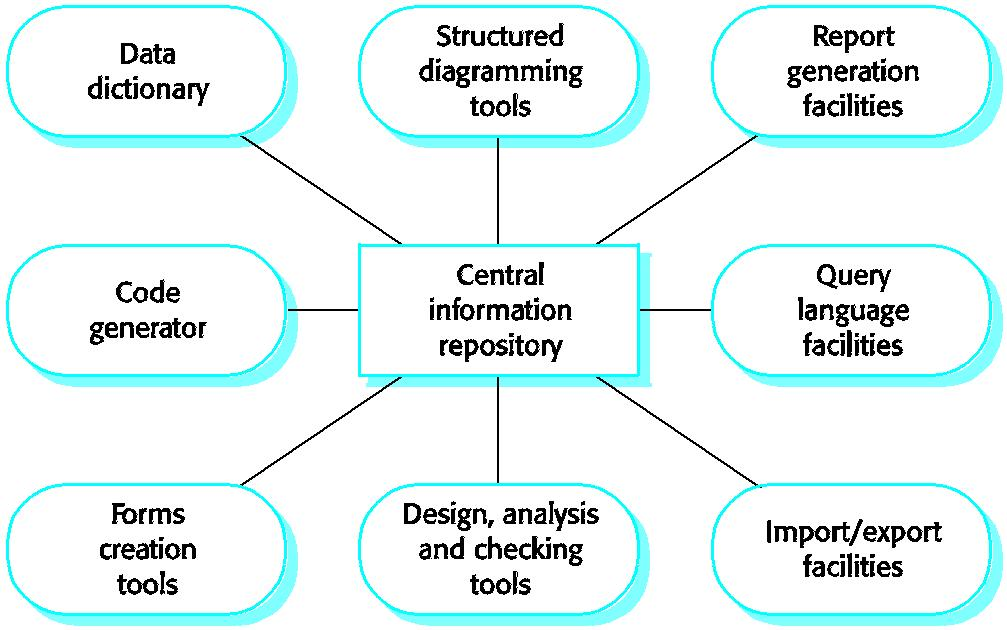 Data
dictionary
Structured
diagramming
tools
Report
generation
facilities
Code
generator
Central
information
repository
Query
language
facilities
Forms
creation
tools
Design, analysis
and checking
tools
Import/export
facilities